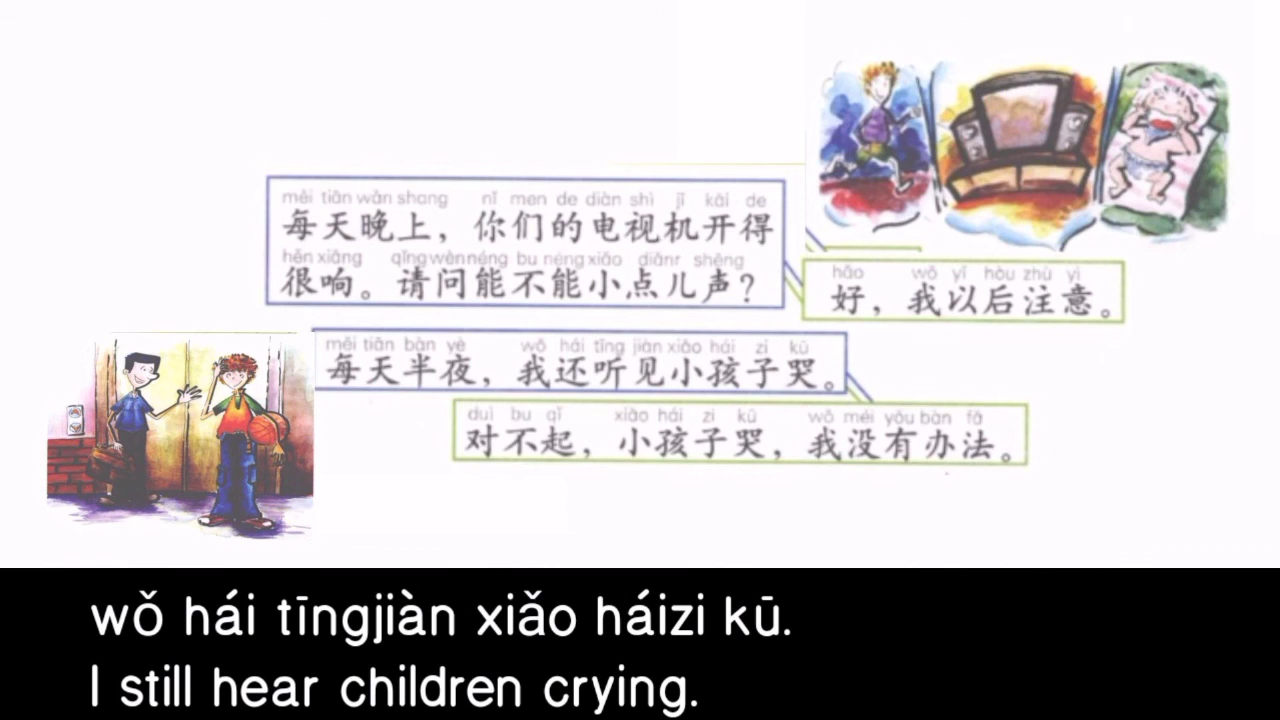 měi tiān wǎn shang nǐ men de diàn shì jī kāi de
每天晚上，你们的电视机开得
hěn xiǎng qǐng wèn néng bu néng xiǎo diǎnr shēng
很响。请问能不能小点儿声？
hǎo wǒ yǐ hòu zhù yì
好，我以后注意。
měi tiān bàn yè wǒ hái tīng jiàn xiǎo hái zi kū
每天半夜，我还听见小孩子哭。
duì bu qǐ xiǎo hái zi kū wǒ méi yǒu bàn fǎ
对不起，小孩子哭，我没有办法。
wǒ hái tīngjiàn xiǎo háizi kū.
I still hear children crying.